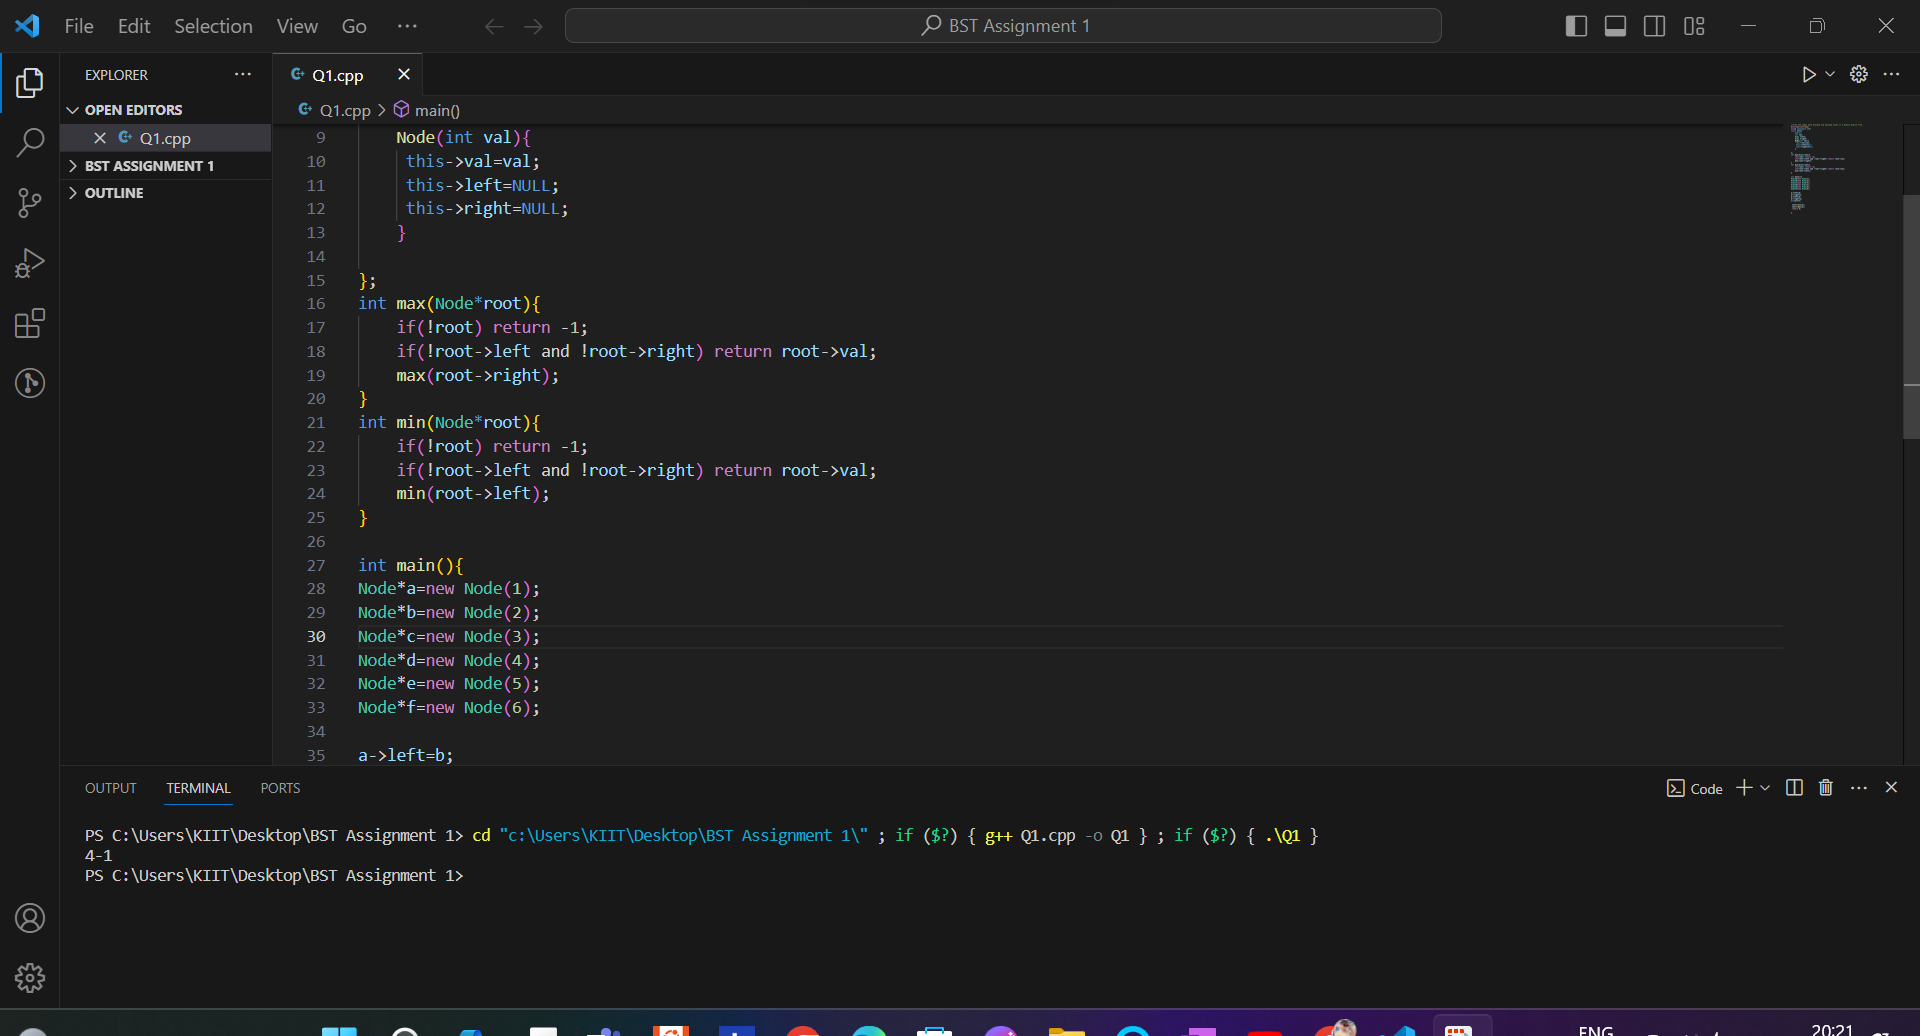 File Edit Selection View Go ··· BST Assignment 1
EXPLORER ···
OPEN EDITORS
Q1.cpp
BST ASSIGNMENT 1
OUTLINE
Q1.cpp
Q1.cpp > main()
9 Node(int val){
10 this->val=val;
11 this->left=NULL;
12 this->right=NULL;
13 }
14
15 };
16 int max(Node*root){
17 if(!root) return -1;
18 if(!root->left and !root->right) return root->val;
19 max(root->right);
20 }
21 int min(Node*root){
22 if(!root) return -1;
23 if(!root->left and !root->right) return root->val;
24 min(root->left);
25 }
26
27 int main(){
28 Node*a=new Node(1);
29 Node*b=new Node(2);
30 Node*c=new Node(3);
31 Node*d=new Node(4);
32 Node*e=new Node(5);
33 Node*f=new Node(6);
34
35 a->left=b;
OUTPUT TERMINAL PORTS Code
PS C:\Users\KIIT\Desktop\BST Assignment 1> cd "c:\Users\KIIT\Desktop\BST Assignment 1\" ; if ($?) { g++ Q1.cpp -o Q1 } ; if ($?) { .\Q1 }
4-1
PS C:\Users\KIIT\Desktop\BST Assignment 1>
ENG 20:21